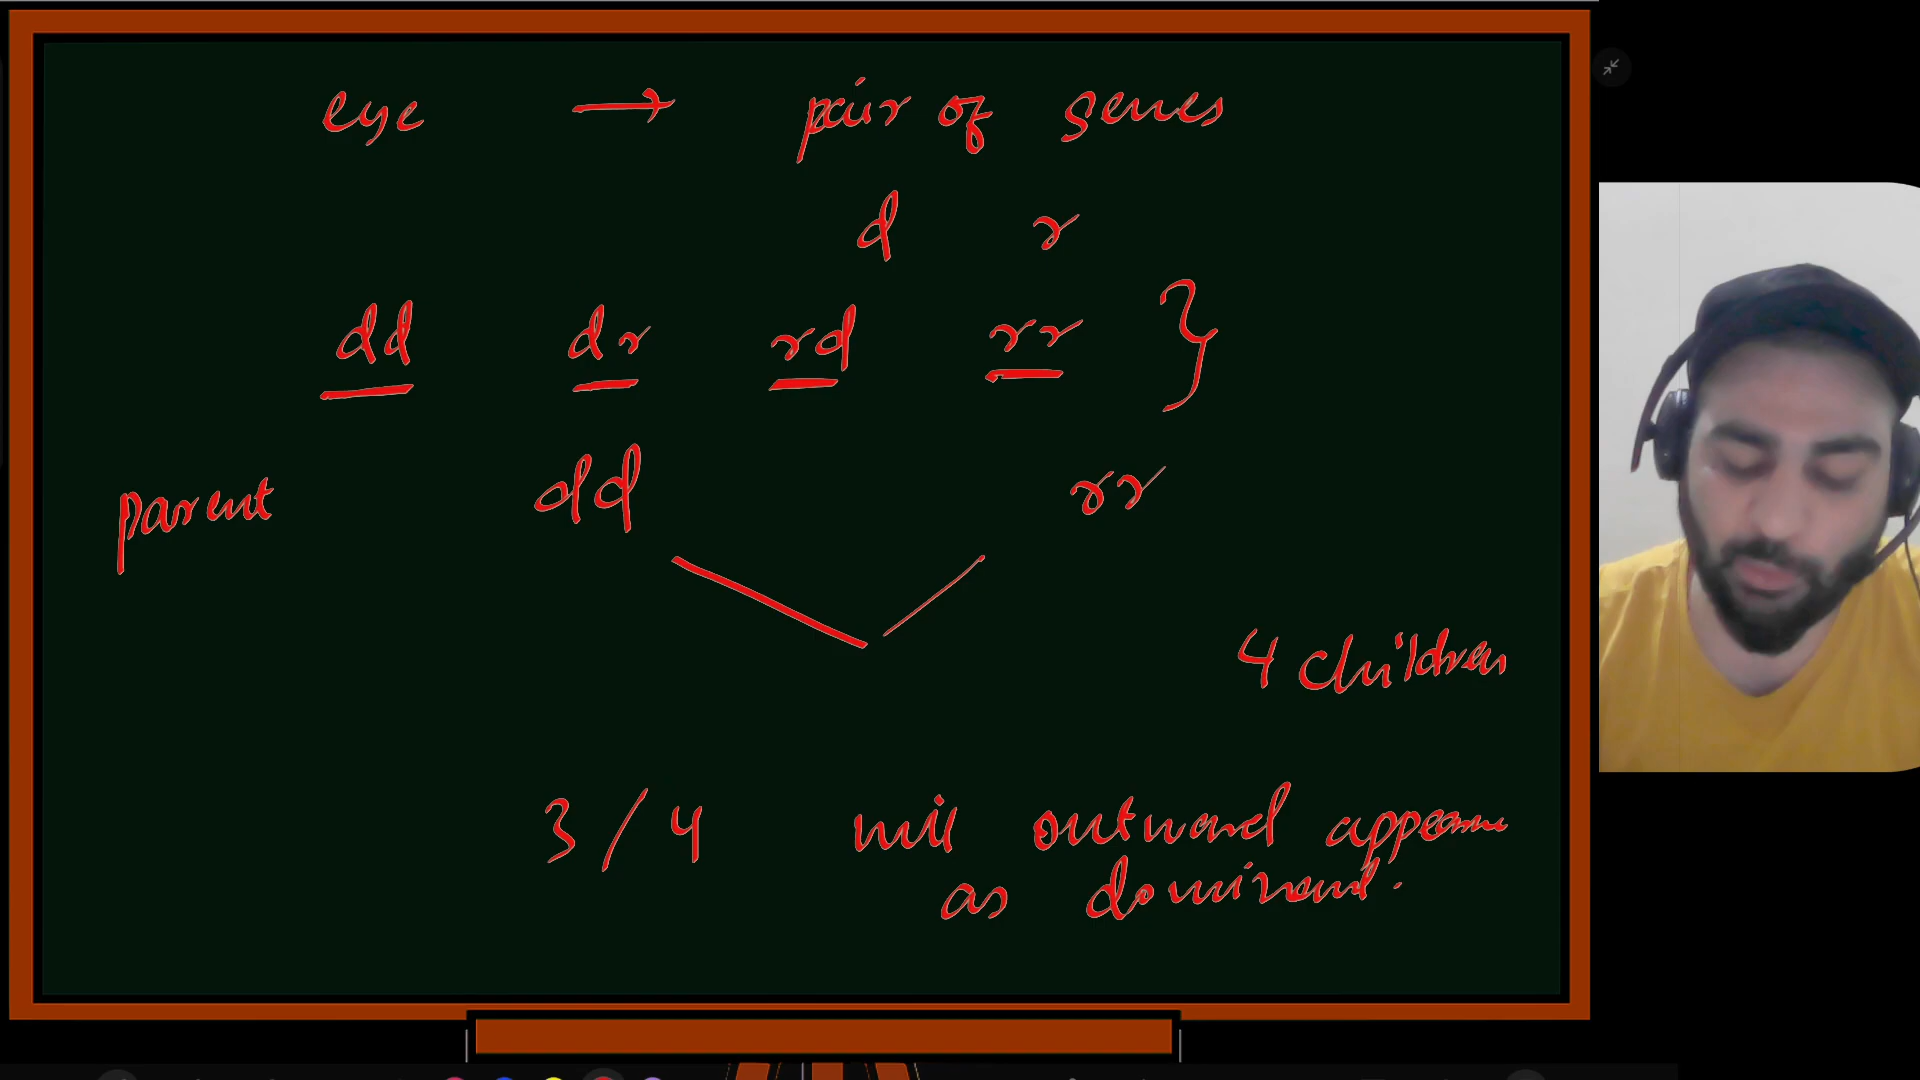 eye → pair of genes
d r
dd dr rd rr }
parent dd rr
4 children
3 / 4 will outward
as dominant.